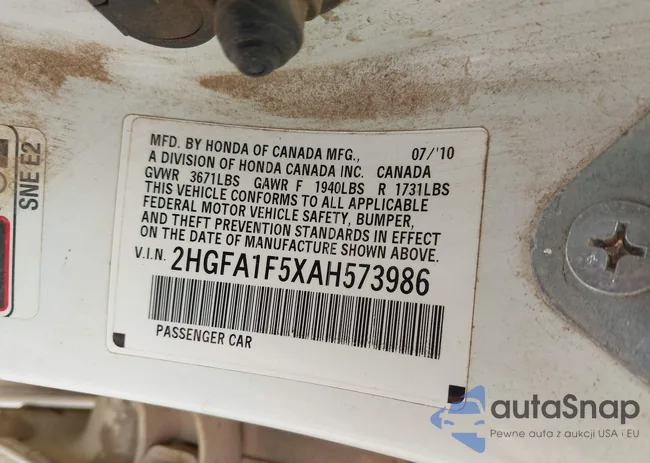 SNE E2
MFD. BY HONDA OF CANADA MFG., 07/'10
A DIVISION OF HONDA CANADA INC. CANADA
GVWR 3671LBS GAWR F 1940LBS R 1731LBS
THIS VEHICLE CONFORMS TO ALL APPLICABLE
FEDERAL MOTOR VEHICLE SAFETY, BUMPER,
AND THEFT PREVENTION STANDARDS IN EFFECT
ON THE DATE OF MANUFACTURE SHOWN ABOVE.
V.I.N. 2HGFA1F5XAH573986
PASSENGER CAR
autaSnap
Pewne auta z aukcji USA i EU